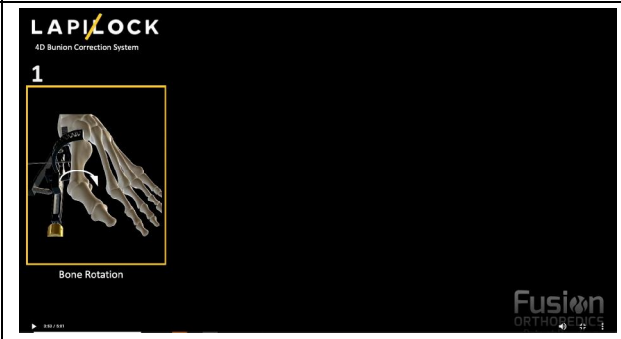 LAPILOCK
4D Bunion Correction System
1
Bone Rotation
Fusion
ORTHOPEDICS